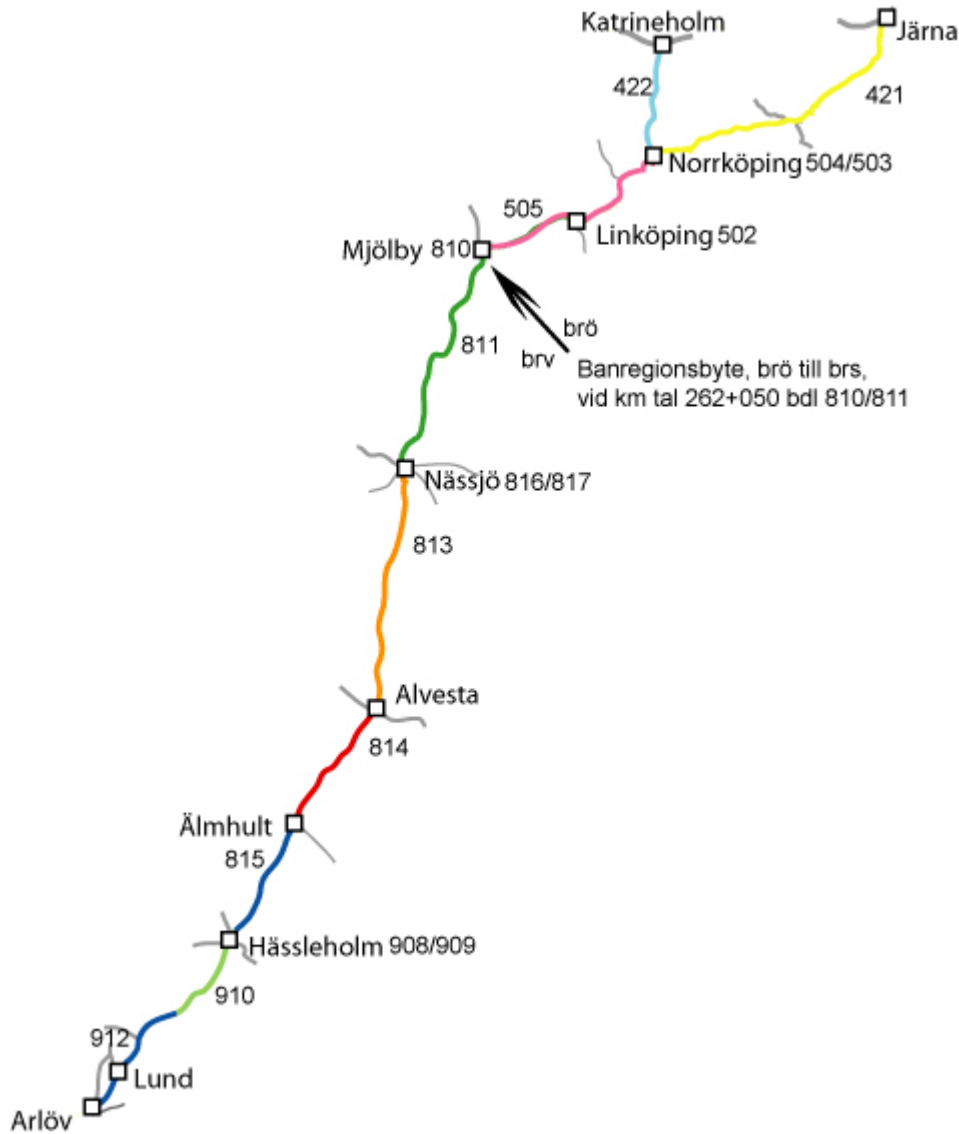 Katrineholm
Järna
422
421
Norrköping 504/503
505
Linköping 502
Mjölby 810
brö
811
brv
Banregionsbyte, brö till brs,
vid km tal 262+050 bdl 810/811
Nässjö 816/817
813
Alvesta
814
Älmhult
815
Hässleholm 908/909
910
912
Lund
Arlöv